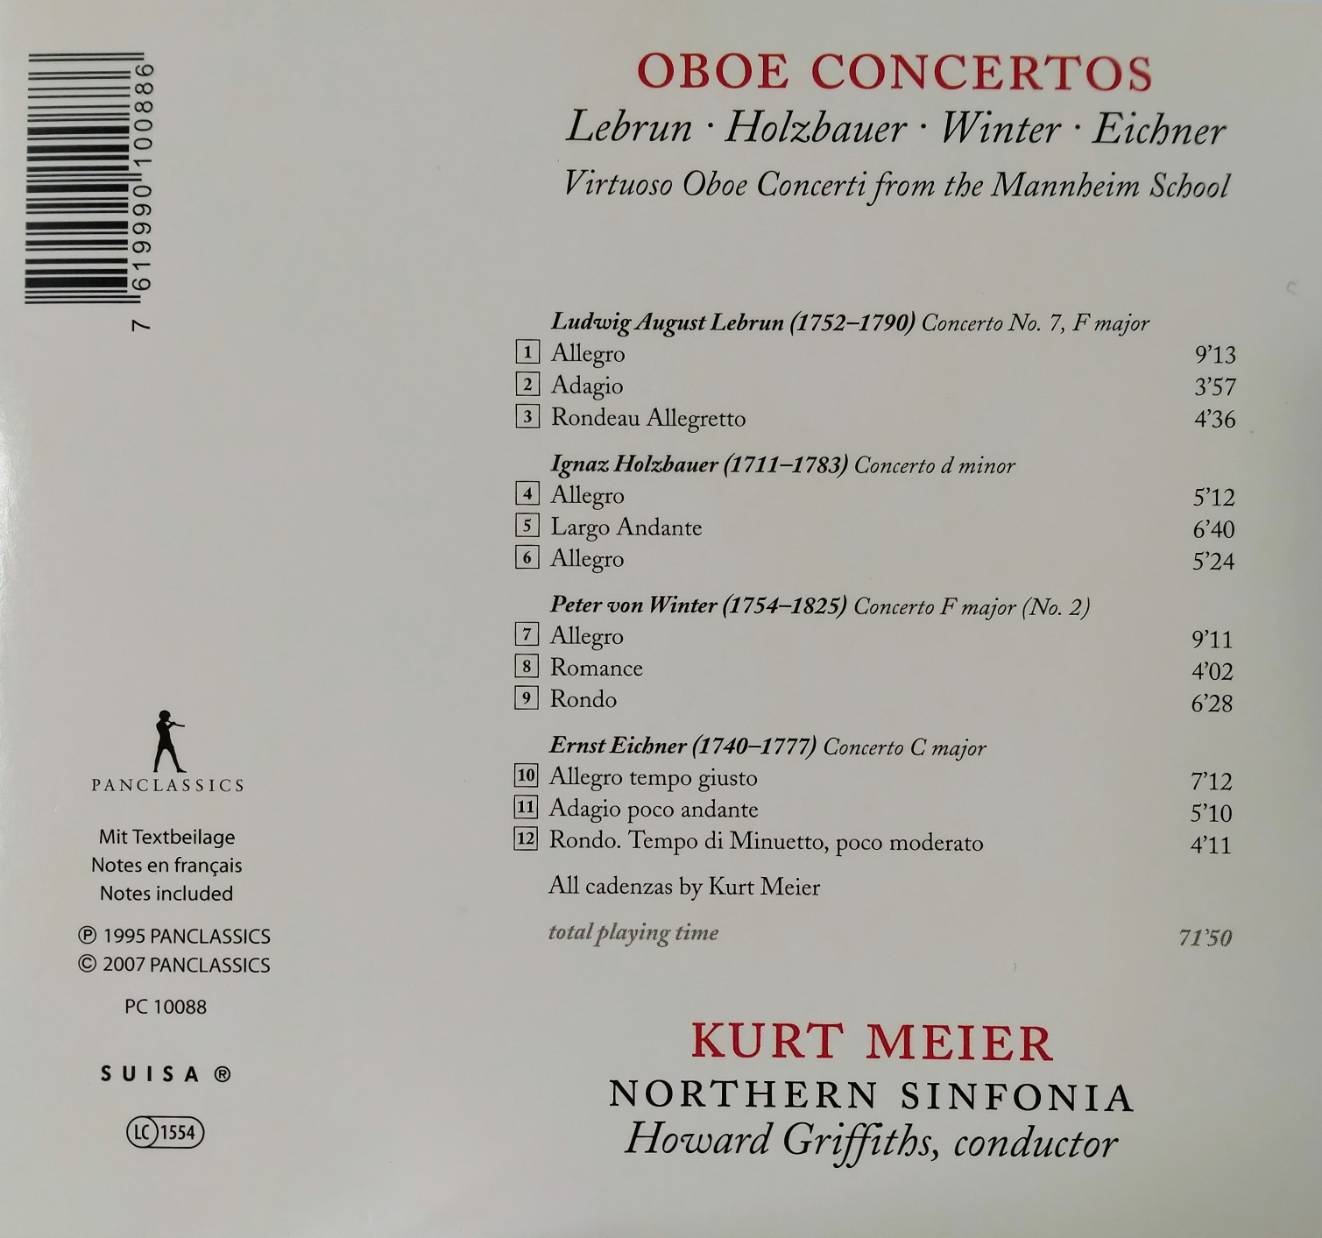 OBOE CONCERTOS
Lebrun · Holzbauer · Winter · Eichner
Virtuoso Oboe Concerti from the Mannheim School
7 619990 100886
Ludwig August Lebrun (1752–1790) Concerto No. 7, F major
1 Allegro 9’13
2 Adagio 3’57
3 Rondeau Allegretto 4’36
Ignaz Holzbauer (1711–1783) Concerto d minor
4 Allegro 5’12
5 Largo Andante 6’40
6 Allegro 5’24
Peter von Winter (1754–1825) Concerto F major (No. 2)
7 Allegro 9’11
8 Romance 4’02
9 Rondo 6’28
Ernst Eichner (1740–1777) Concerto C major
10 Allegro tempo giusto 7’12
11 Adagio poco andante 5’10
12 Rondo. Tempo di Minuetto, poco moderato 4’11
All cadenzas by Kurt Meier
total playing time 71’50
PANCLASSICS
Mit Textbeilage
Notes en français
Notes included
℗ 1995 PANCLASSICS
© 2007 PANCLASSICS
PC 10088
SUISA ®
LC 1554
KURT MEIER
NORTHERN SINFONIA
Howard Griffiths, conductor